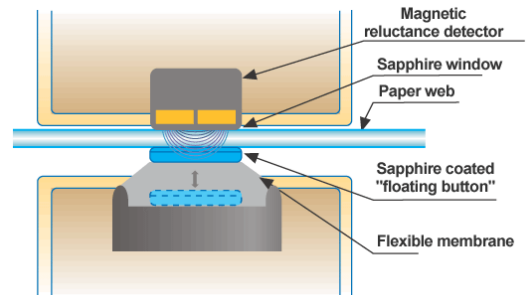 Magnetic
reluctance detector
Sapphire window
Paper web
Sapphire coated
"floating button"
Flexible membrane